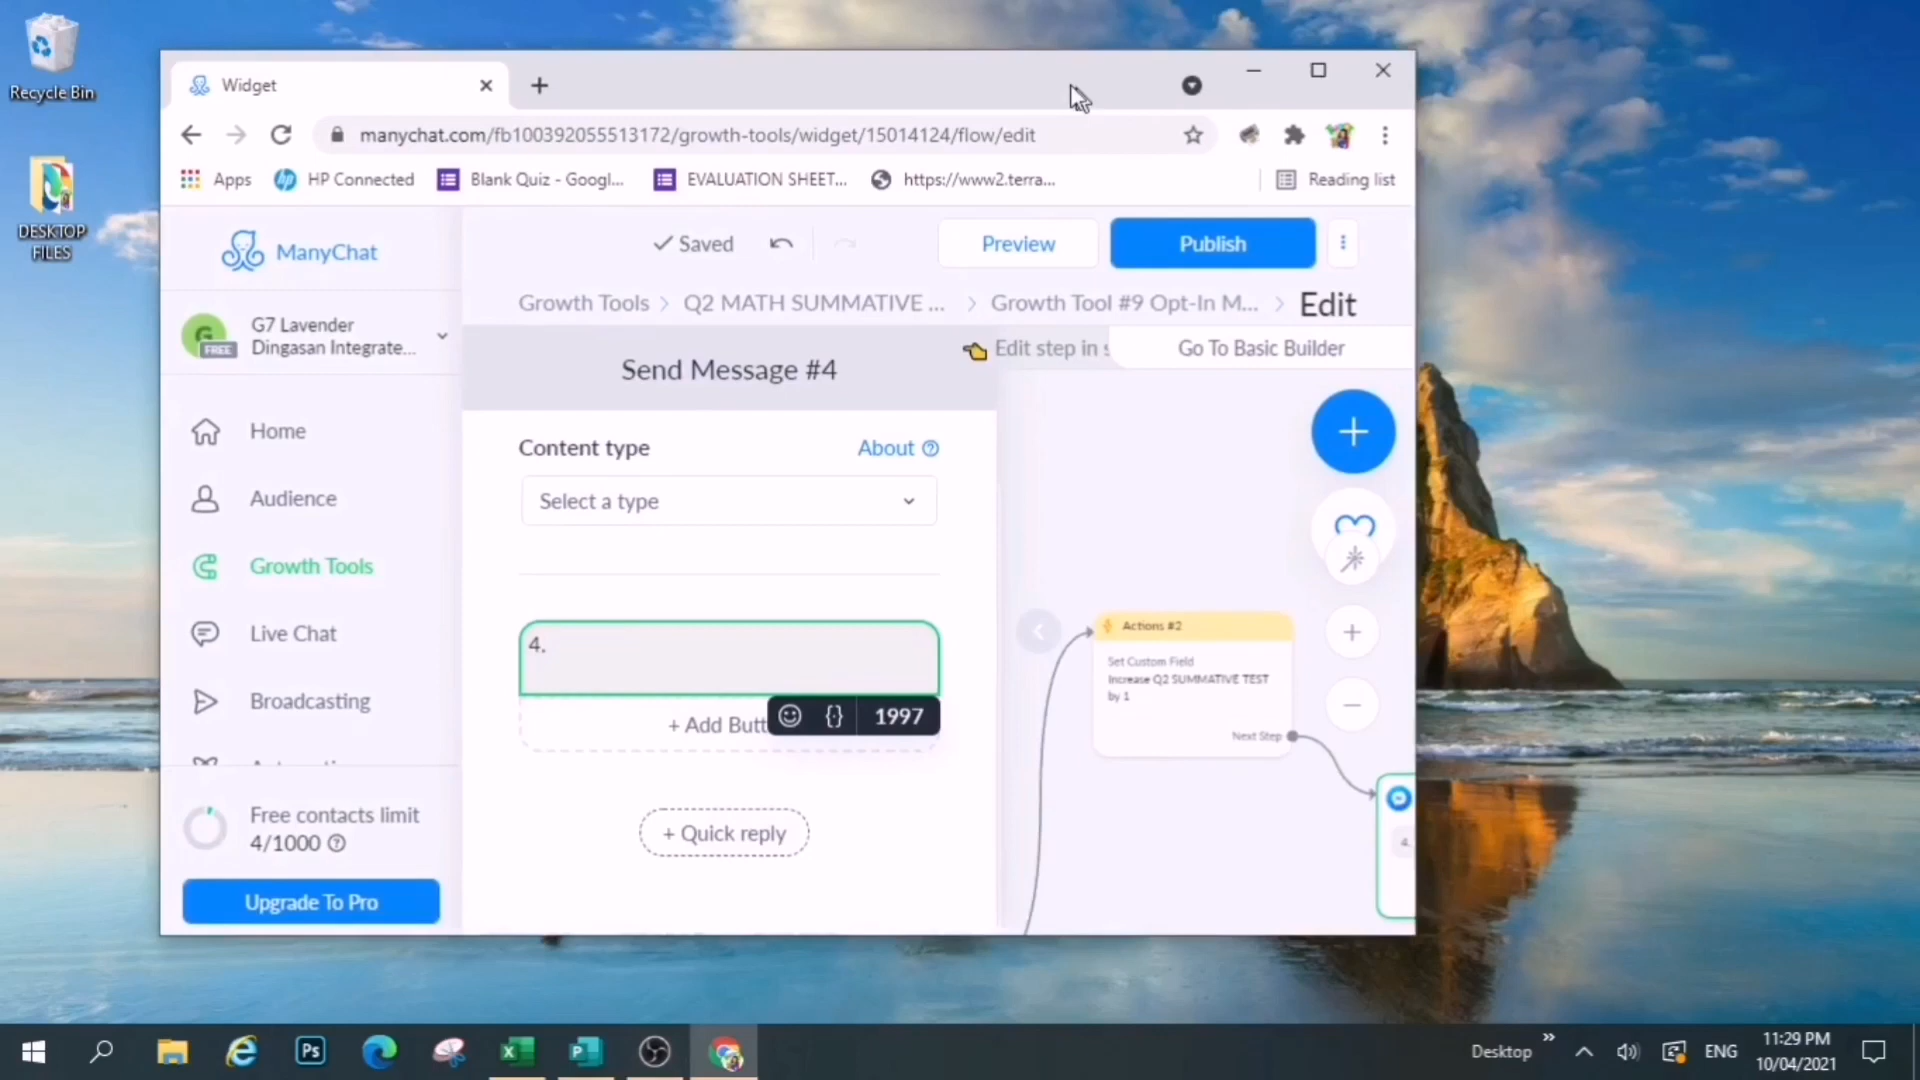 Recycle Bin
DESKTOP
FILES
Widget
manychat.com/fb100392055513172/growth-tools/widget/15014124/flow/edit
Apps
HP Connected
Blank Quiz - Googl...
EVALUATION SHEET...
https://www2.terra...
Reading list
ManyChat
Saved
Preview
Publish
Growth Tools > Q2 MATH SUMMATIVE ... > Growth Tool #9 Opt-In M... > Edit
G
FREE
G7 Lavender
Dingasan Integrate...
Send Message #4
Edit step in s
Go To Basic Builder
Home
Audience
Growth Tools
Live Chat
Broadcasting
Free contacts limit
4/1000
Upgrade To Pro
Content type
About
Select a type
4.
+ Add Butt
1997
+ Quick reply
Actions #2
Set Custom Field
Increase Q2 SUMMATIVE TEST
by 1
Next Step
4.
Ps
Desktop
ENG
11:29 PM
10/04/2021